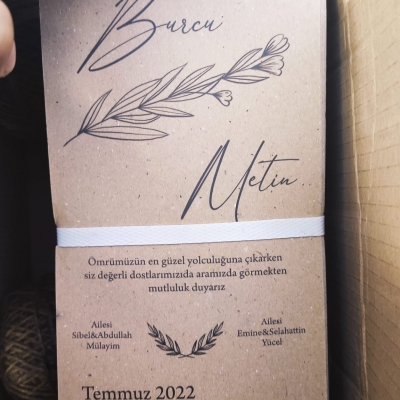 Burcu
Metin
Ömrümüzün en güzel yolculuğuna çıkarken
siz değerli dostlarımızıda aramızda görmekten
mutluluk duyarız
Ailesi
Sibel&Abdullah
Mülayim
Ailesi
Emine&Selahattin
Yücel
Temmuz 2022